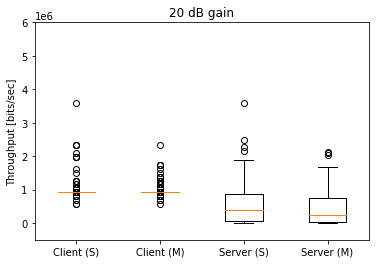 20 dB gain
1e6
Throughput [bits/sec]
6
5
4
3
2
1
0
Client (S) Client (M) Server (S) Server (M)